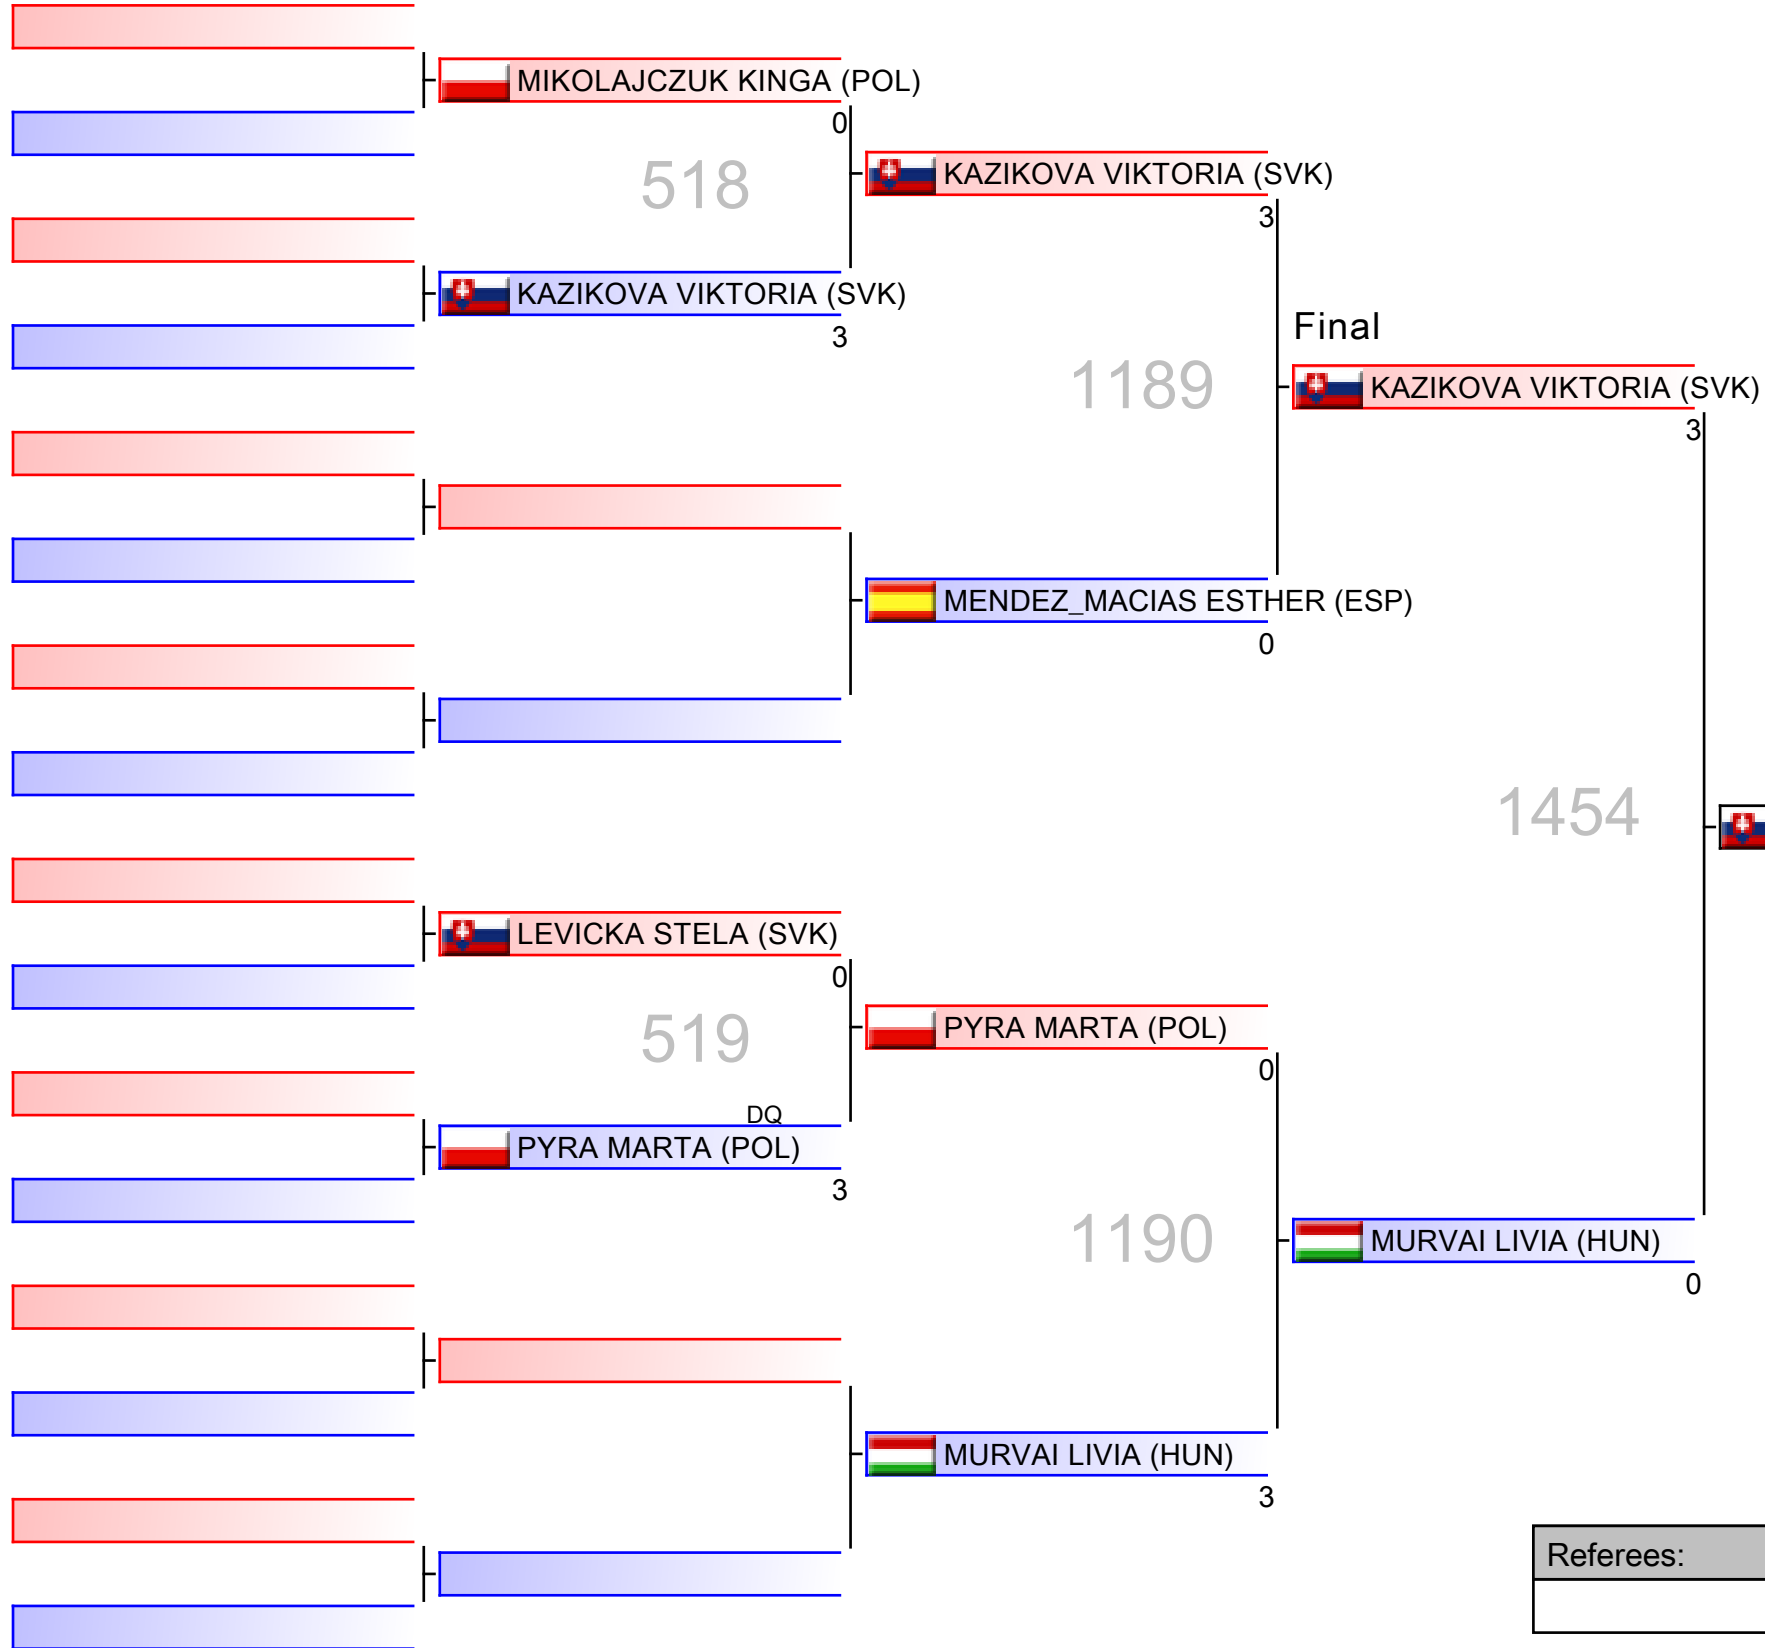 MIKOLAJCZUK KINGA (POL)
0
518
KAZIKOVA VIKTORIA (SVK)
3
KAZIKOVA VIKTORIA (SVK)
3
Final
1189
KAZIKOVA VIKTORIA (SVK)
3
MENDEZ_MACIAS ESTHER (ESP)
0
1454
LEVICKA STELA (SVK)
0
519
PYRA MARTA (POL)
0
DQ
PYRA MARTA (POL)
3
1190
MURVAI LIVIA (HUN)
0
MURVAI LIVIA (HUN)
3
Referees: